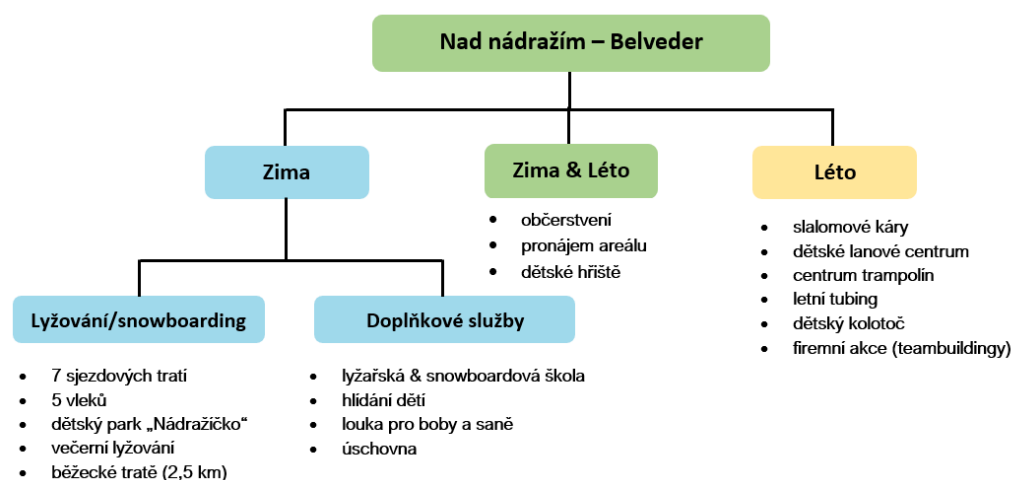 Nad nádražím – Belveder
Zima
Zima & Léto
Léto
• občerstvení
• pronájem areálu
• dětské hřiště
• slalomové káry
• dětské lanové centrum
• centrum trampolín
• letní tubing
• dětský kolotoč
• firemní akce (teambuildingy)
Lyžování/snowboarding
Doplňkové služby
• 7 sjezdových tratí
• 5 vleků
• dětský park „Nádražíčko“
• večerní lyžování
• běžecké tratě (2,5 km)
• lyžařská & snowboardová škola
• hlídání dětí
• louka pro boby a saně
• úschovna